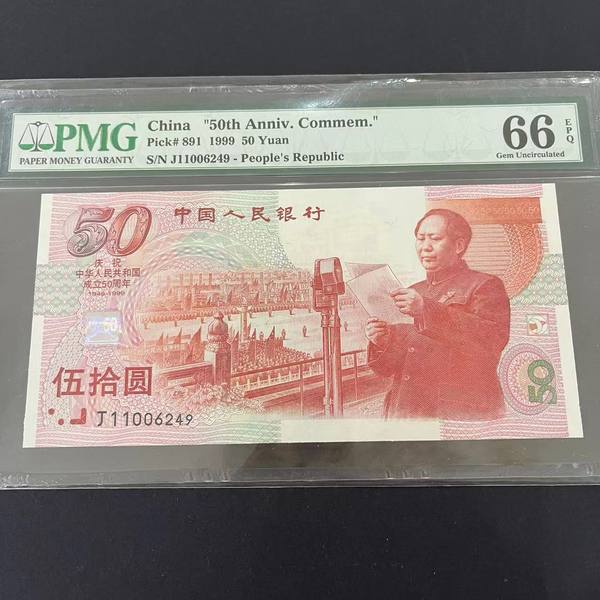 PMG
PAPER MONEY GUARANTY
China "50th Anniv. Commem."
Pick# 891 1999 50 Yuan
S/N J11006249 - People's Republic
66 EPQ
Gem Uncirculated
50
中国人民银行
庆祝
中华人民共和国
成立50周年
1949-1999
伍拾圆
J11006249
50